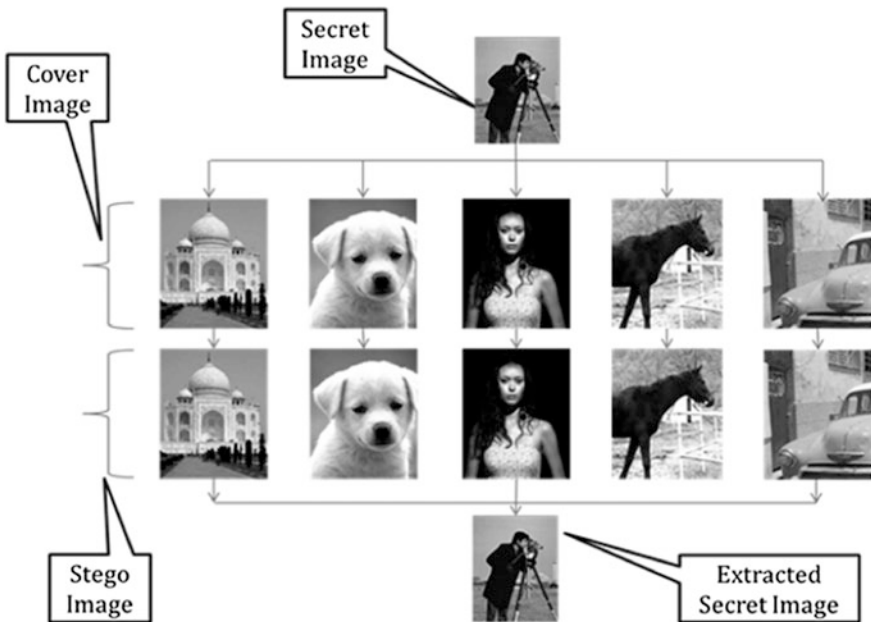 Secret
Image
Cover
Image
Stego
Image
Extracted
Secret Image